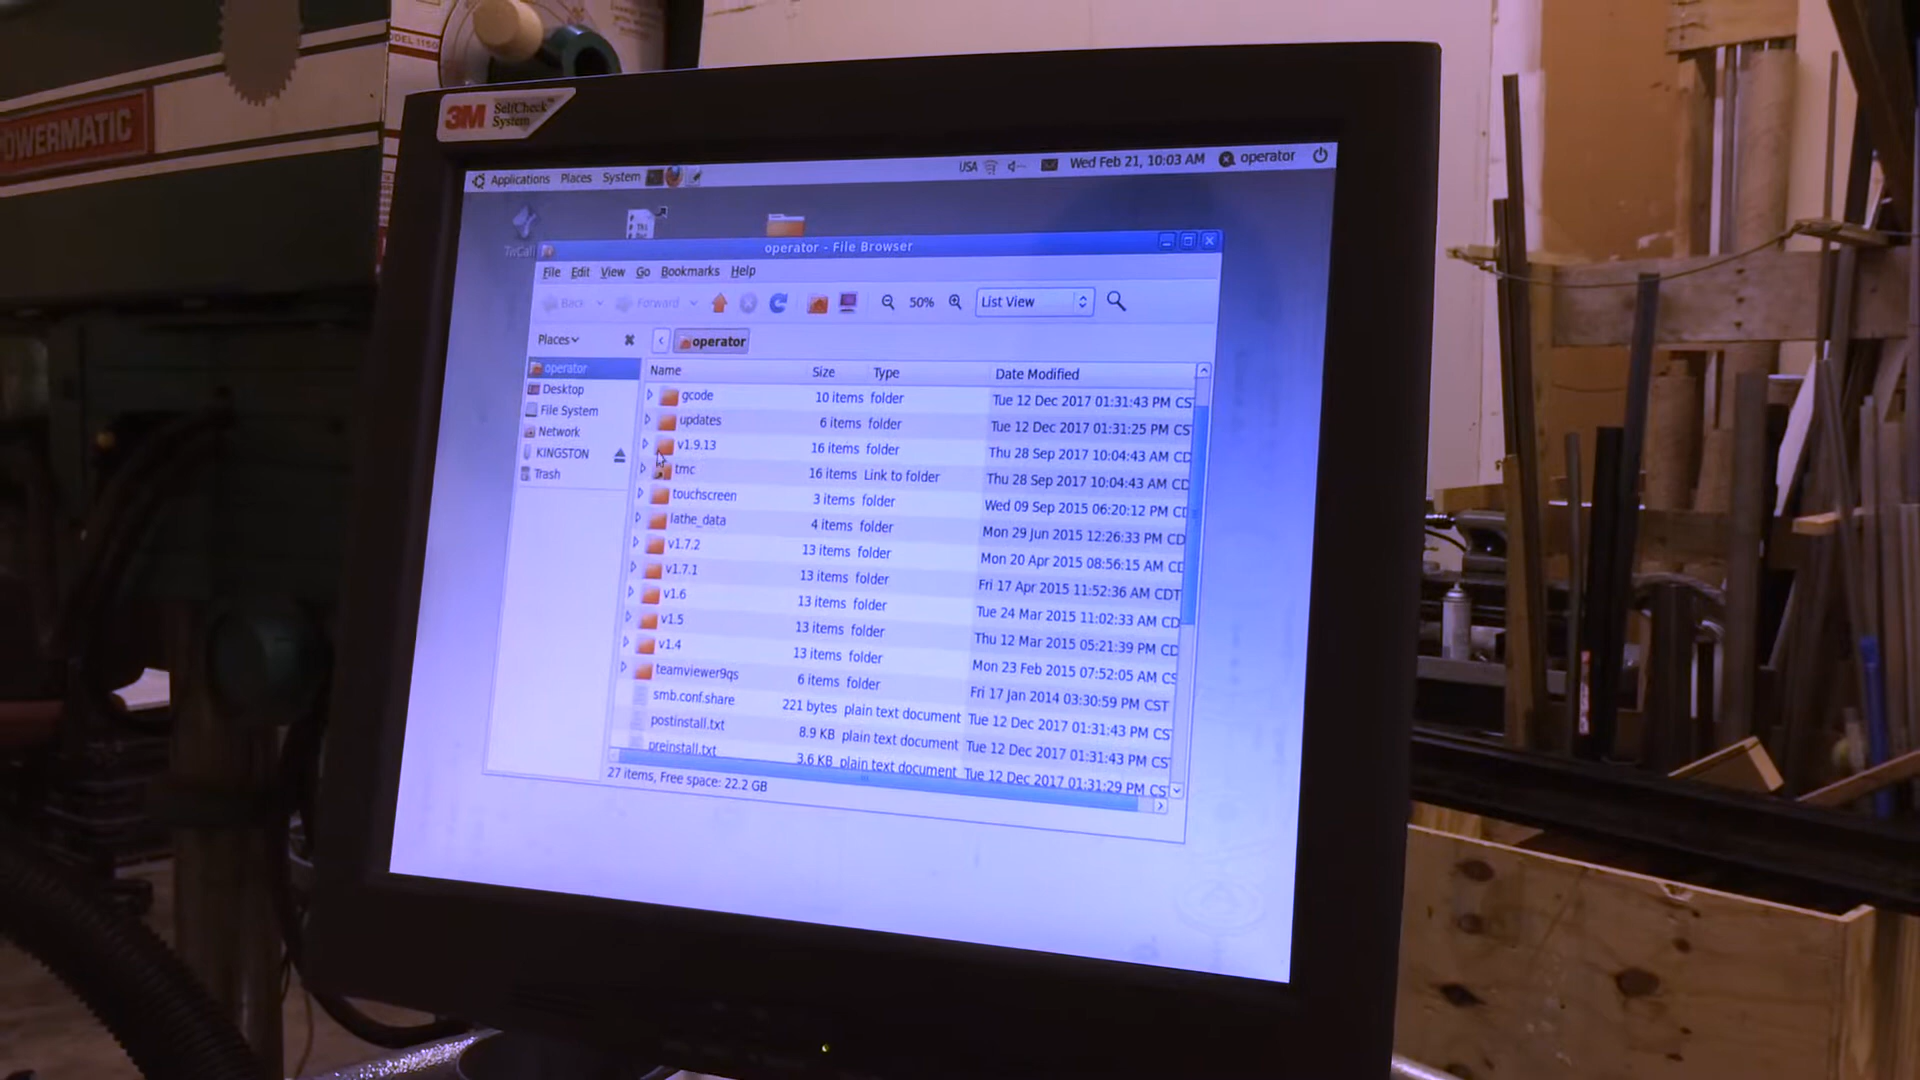 MODEL 1150
POWERMATIC
3M SelfCheck™
System
Applications Places System USA Wed Feb 21, 10:03 AM operator
operator - File Browser
File Edit View Go Bookmarks Help
Back Forward 50% List View
Places operator
Name Size Type Date Modified
operator
Desktop
File System
Network
KINGSTON
Trash
gcode 10 items folder Tue 12 Dec 2017 01:31:43 PM CS
updates 6 items folder Tue 12 Dec 2017 01:31:25 PM CS
v1.9.13 16 items folder Thu 28 Sep 2017 10:04:43 AM CD
tmc 16 items Link to folder Thu 28 Sep 2017 10:04:43 AM CD
touchscreen 3 items folder Wed 09 Sep 2015 06:20:12 PM CD
lathe_data 4 items folder Mon 29 Jun 2015 12:26:33 PM CD
v1.7.2 13 items folder Mon 20 Apr 2015 08:56:15 AM CD
v1.7.1 13 items folder Fri 17 Apr 2015 11:52:36 AM CDT
v1.6 13 items folder Tue 24 Mar 2015 11:02:33 AM CD
v1.5 13 items folder Thu 12 Mar 2015 05:21:39 PM CD
v1.4 13 items folder Mon 23 Feb 2015 07:52:05 AM CS
teamviewer9qs 6 items folder Fri 17 Jan 2014 03:30:59 PM CST
smb.conf.share 221 bytes plain text document Tue 12 Dec 2017 01:31:43 PM CS
postinstall.txt 8.9 KB plain text document Tue 12 Dec 2017 01:31:43 PM CS
preinstall.txt 3.6 KB plain text document Tue 12 Dec 2017 01:31:29 PM CS
27 items, Free space: 22.2 GB